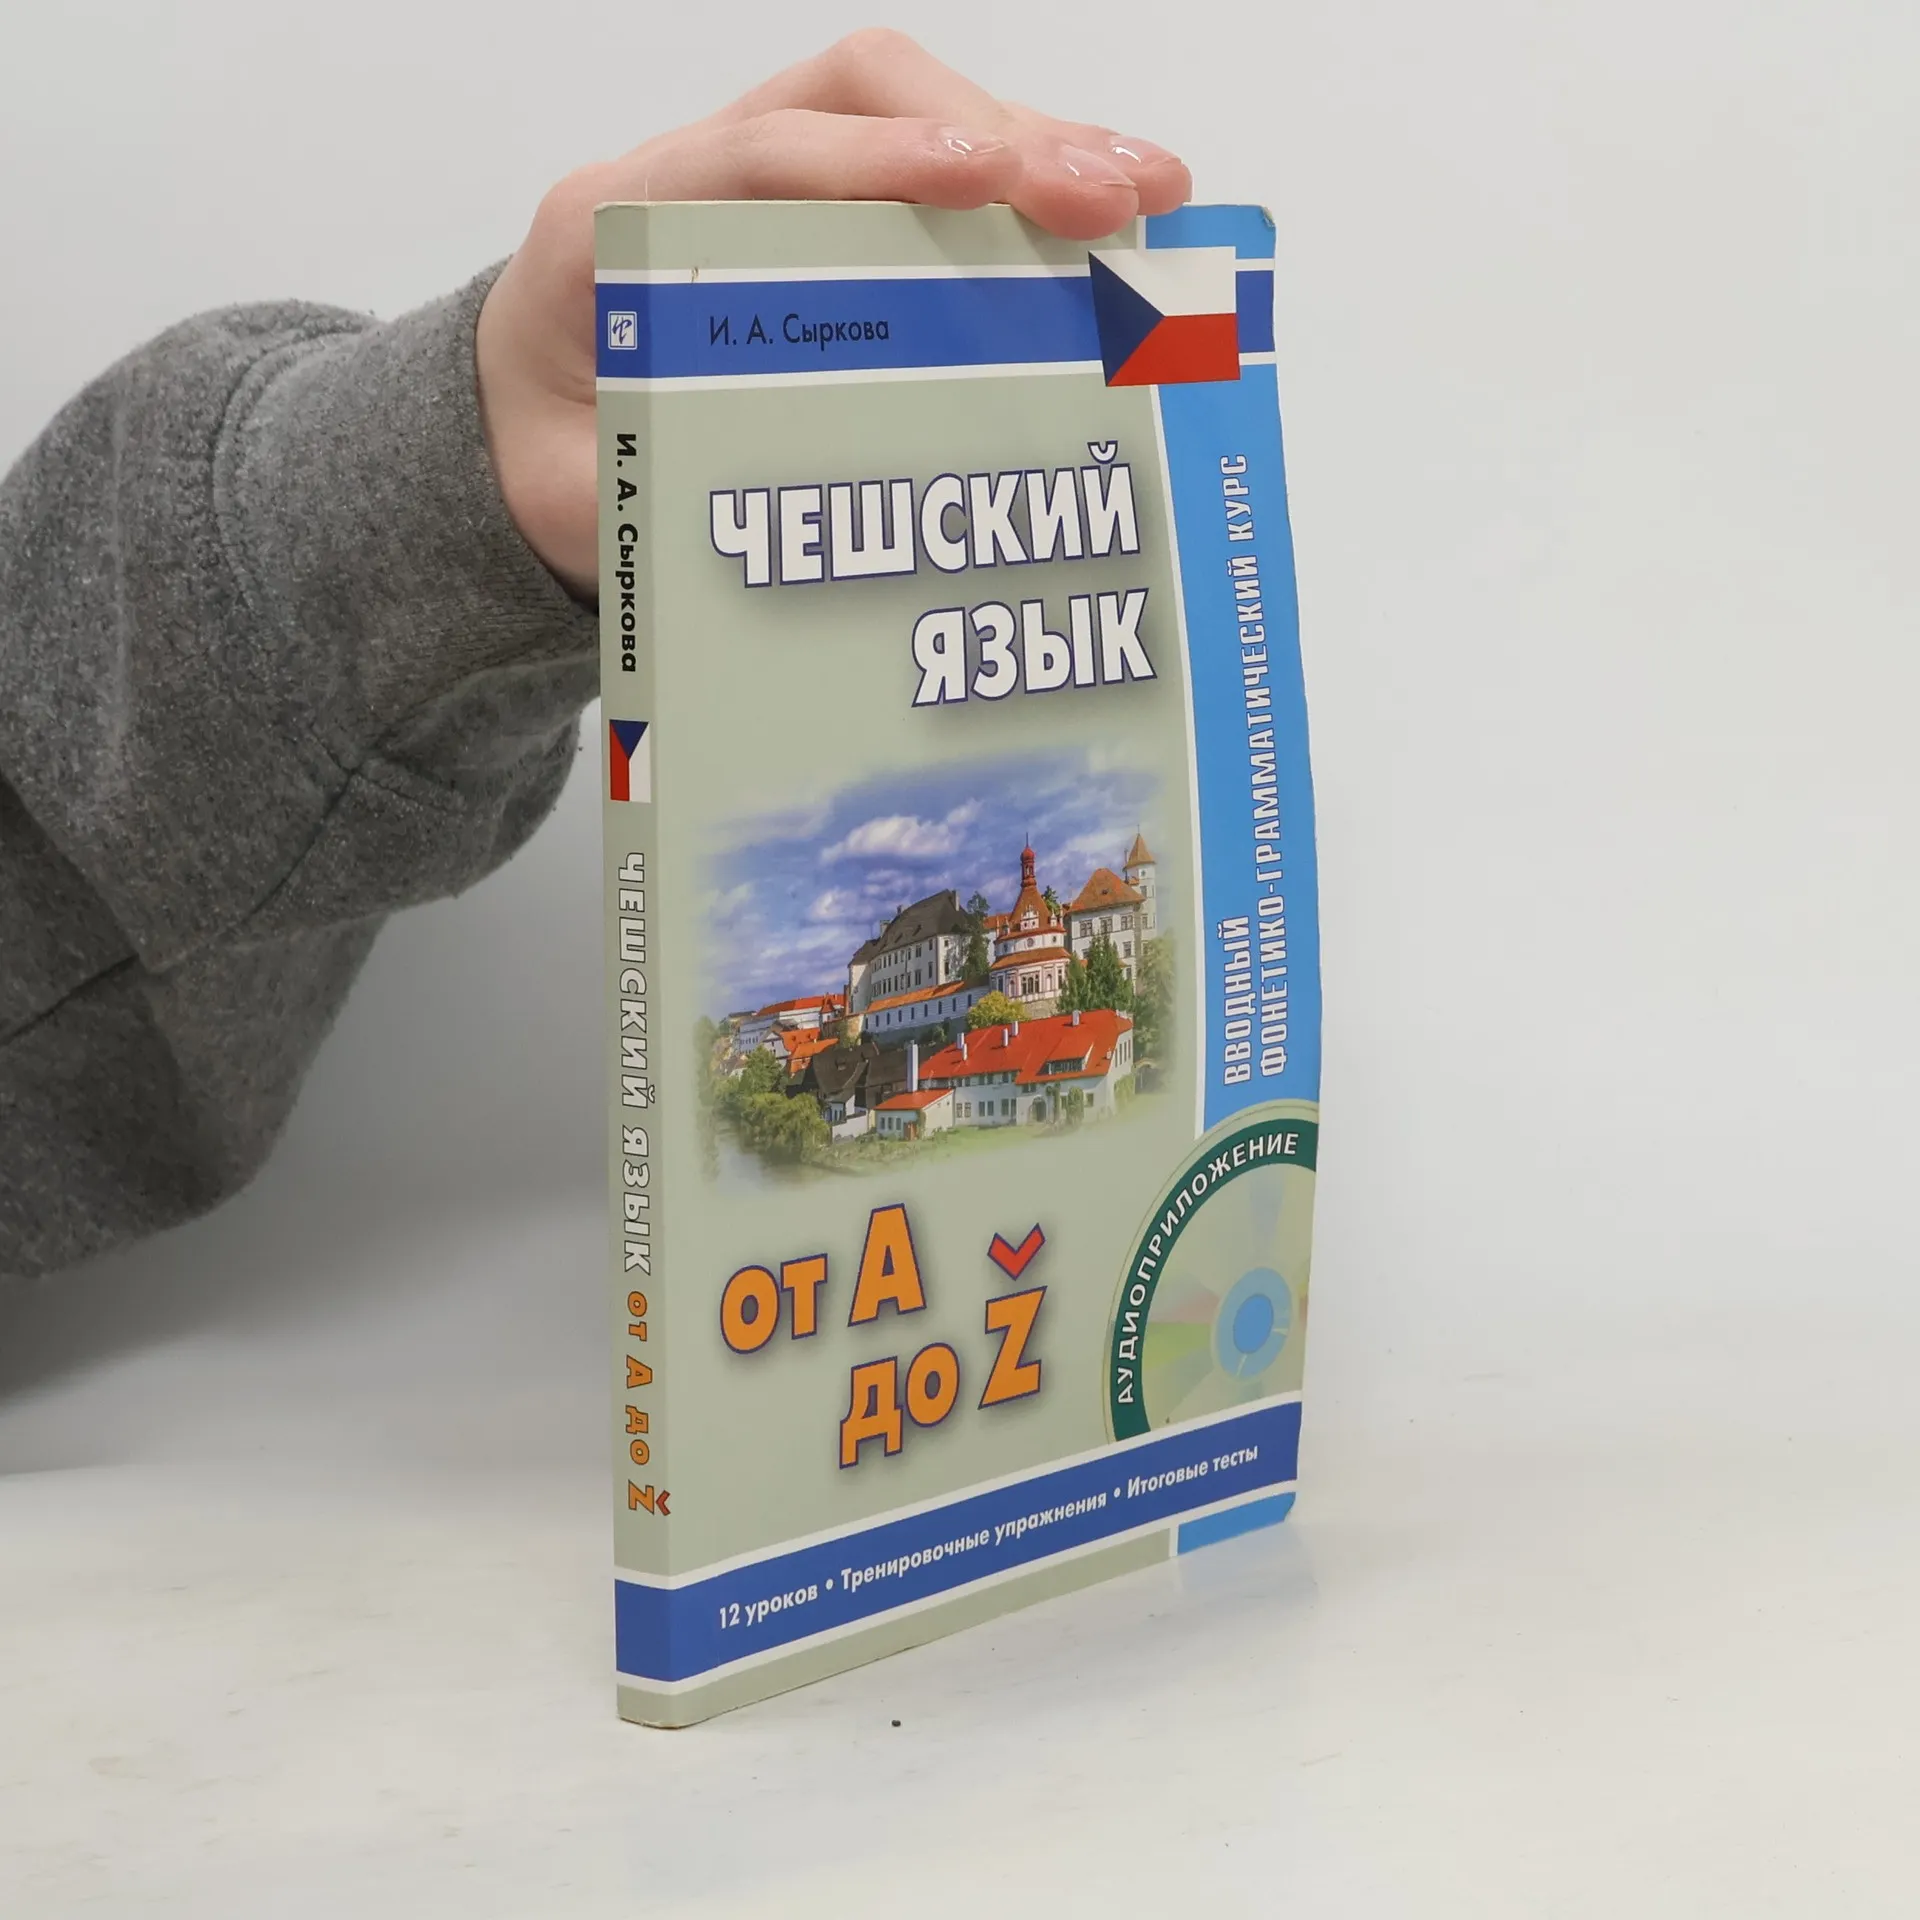 И. А. Сыркова
ЧЕШСКИЙ
ЯЗЫК
от А
до Ž
ВВОДНЫЙ
ФОНЕТИКО-ГРАММАТИЧЕСКИЙ КУРС
АУДИОПРИЛОЖЕНИЕ
12 уроков • Тренировочные упражнения • Итоговые тесты
И. А. Сыркова ЧЕШСКИЙ ЯЗЫК от А до Ž